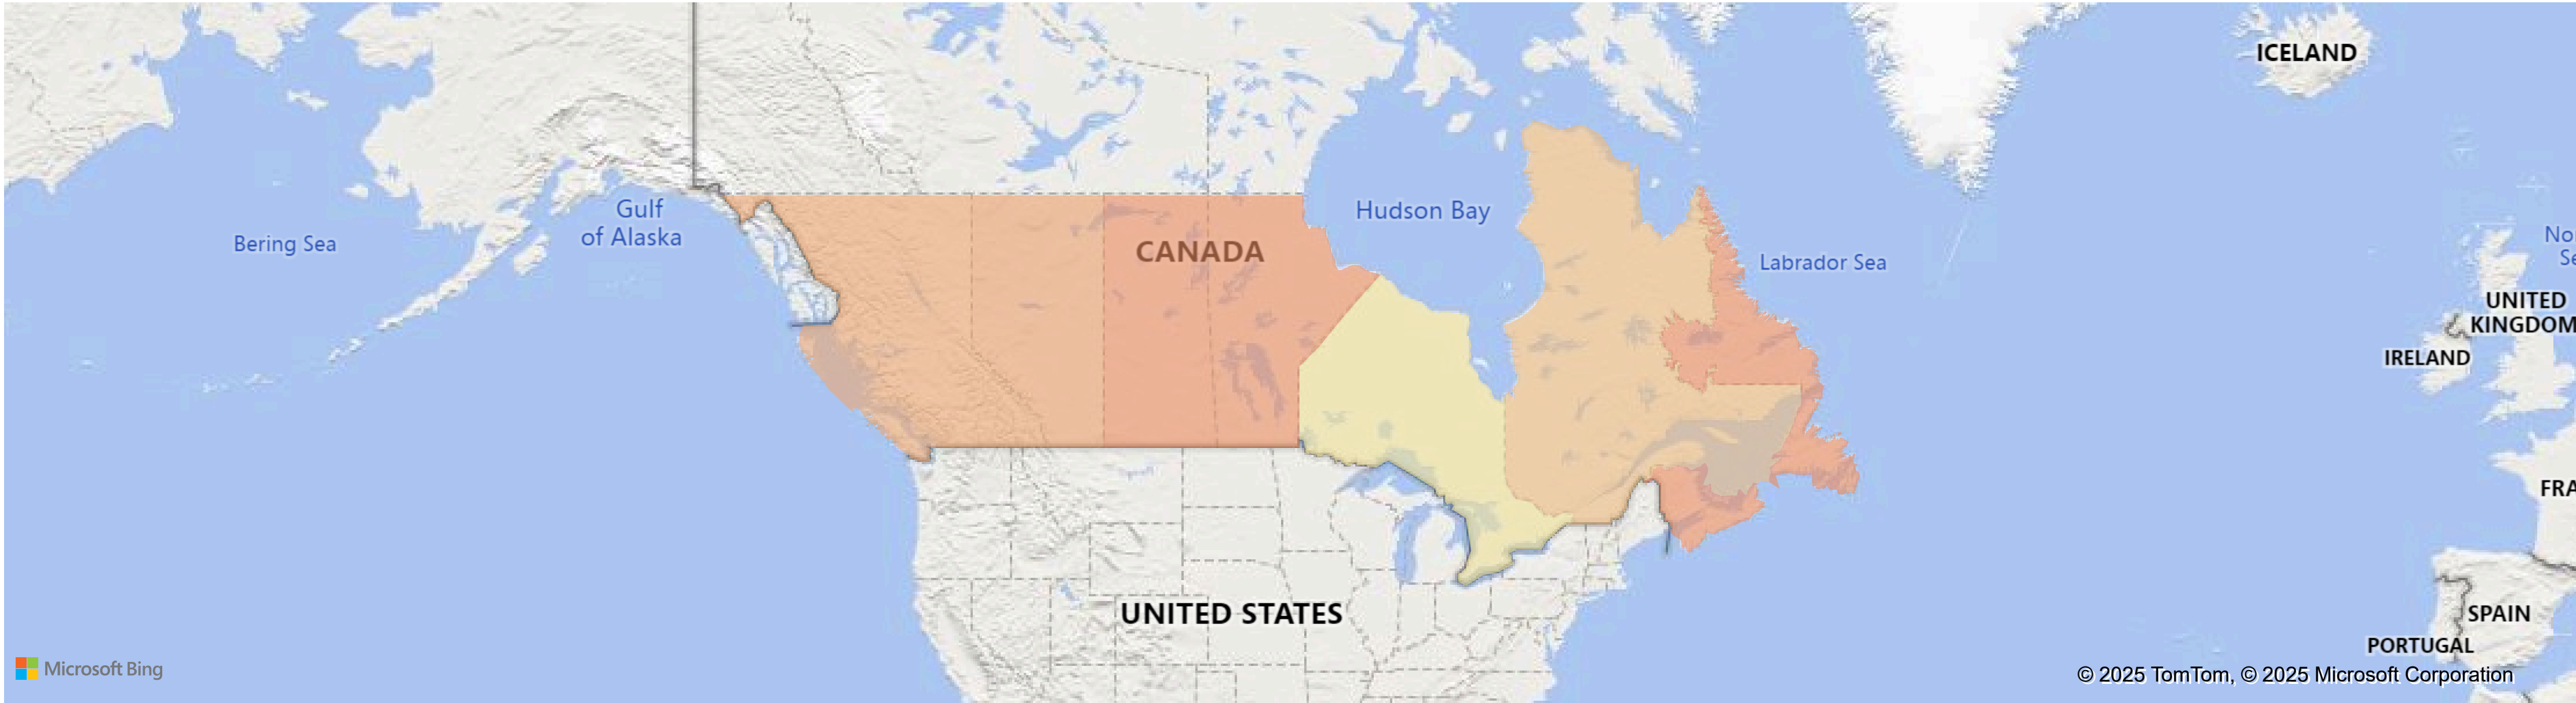 ICELAND
Gulf
of Alaska
Hudson Bay
Bering Sea
CANADA
Labrador Sea
UNITED
KINGDOM
IRELAND
UNITED STATES
SPAIN
PORTUGAL
Microsoft Bing
© 2025 TomTom, © 2025 Microsoft Corporation